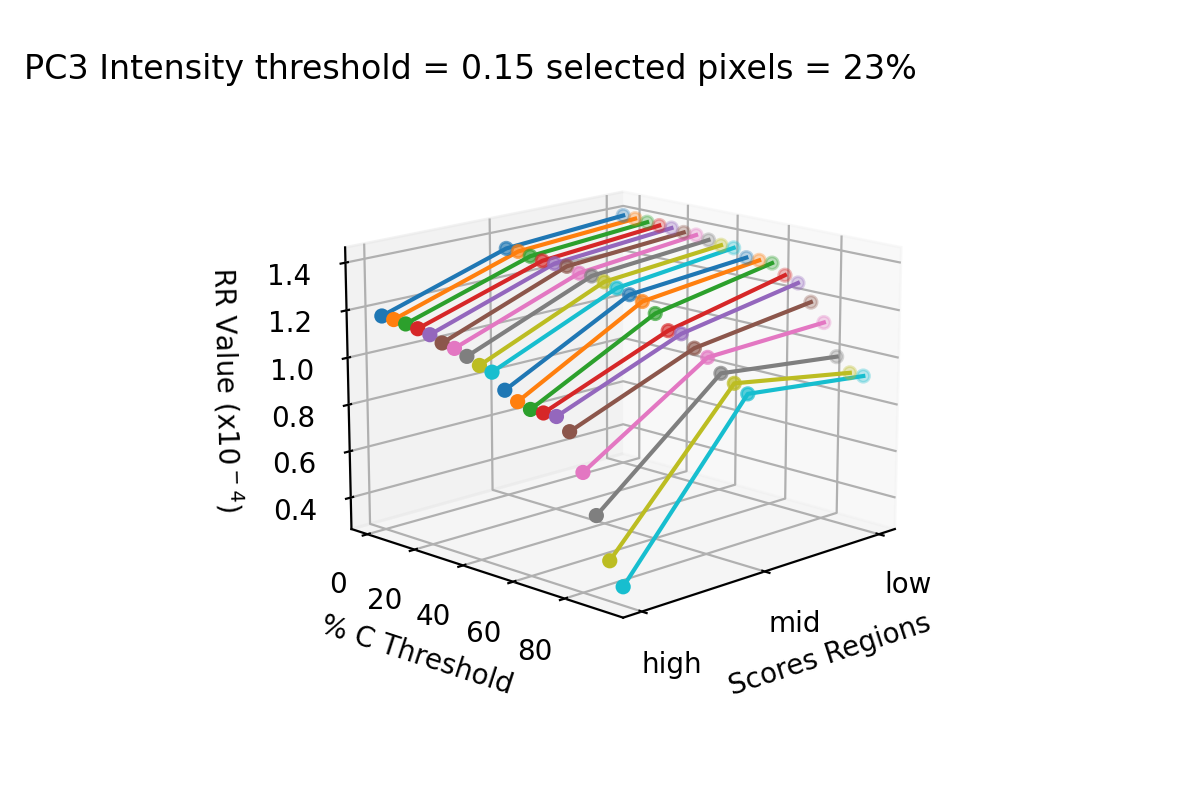 PC3 Intensity threshold = 0.15 selected pixels = 23%
RR Value (x10⁻⁴)
1.4
1.2
1.0
0.8
0.6
0.4
0
20
40
60
80
% C Threshold
high
mid
low
Scores Regions